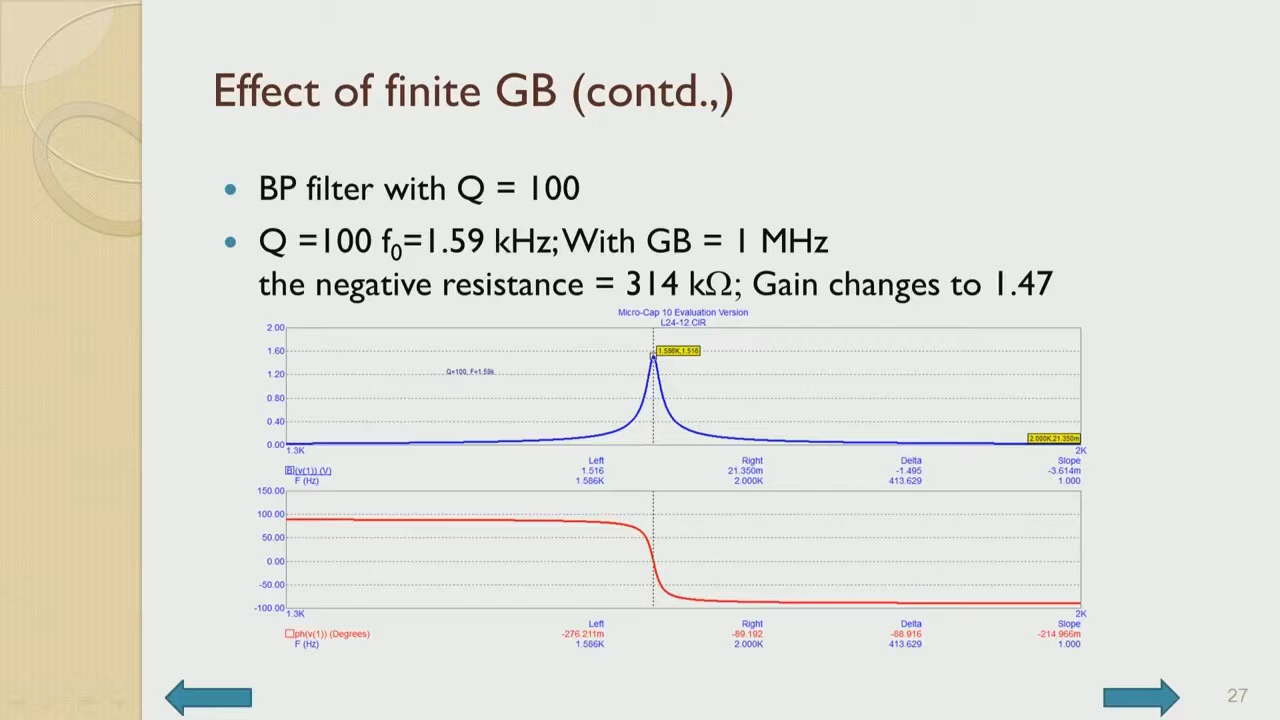 Effect of finite GB (contd.,)
• BP filter with Q = 100
• Q =100 f0=1.59 kHz; With GB = 1 MHz
the negative resistance = 314 kΩ; Gain changes to 1.47
Micro-Cap 10 Evaluation Version
L24-12.CIR
2.00
1.60
1.20
0.80
0.40
0.00
1.586K,1.516
Q=100, F=1.59k
2.000K,21.350m
1.3K 2K
Left Right Delta Slope
(v(1)) (V) 1.516 21.350m -1.495 -3.614m
F (Hz) 1.586K 2.000K 413.629 1.000
150.00
100.00
50.00
0.00
-50.00
-100.00
1.3K 2K
Left Right Delta Slope
ph(v(1)) (Degrees) -276.211m -89.192 -88.916 -214.966m
F (Hz) 1.586K 2.000K 413.629 1.000
27